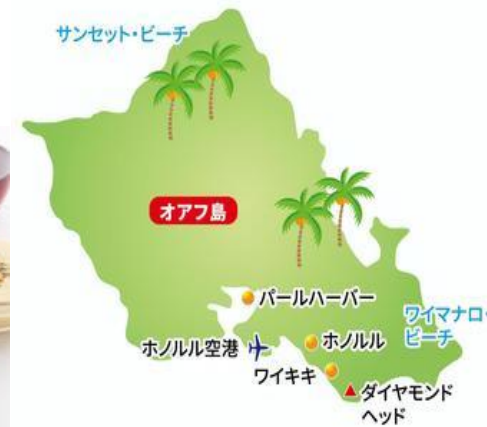 サンセット・ビーチ
オアフ島
パールハーバー
ワイマナロ・
ビーチ
ホノルル空港
ホノルル
ワイキキ
ダイヤモンド
ヘッド